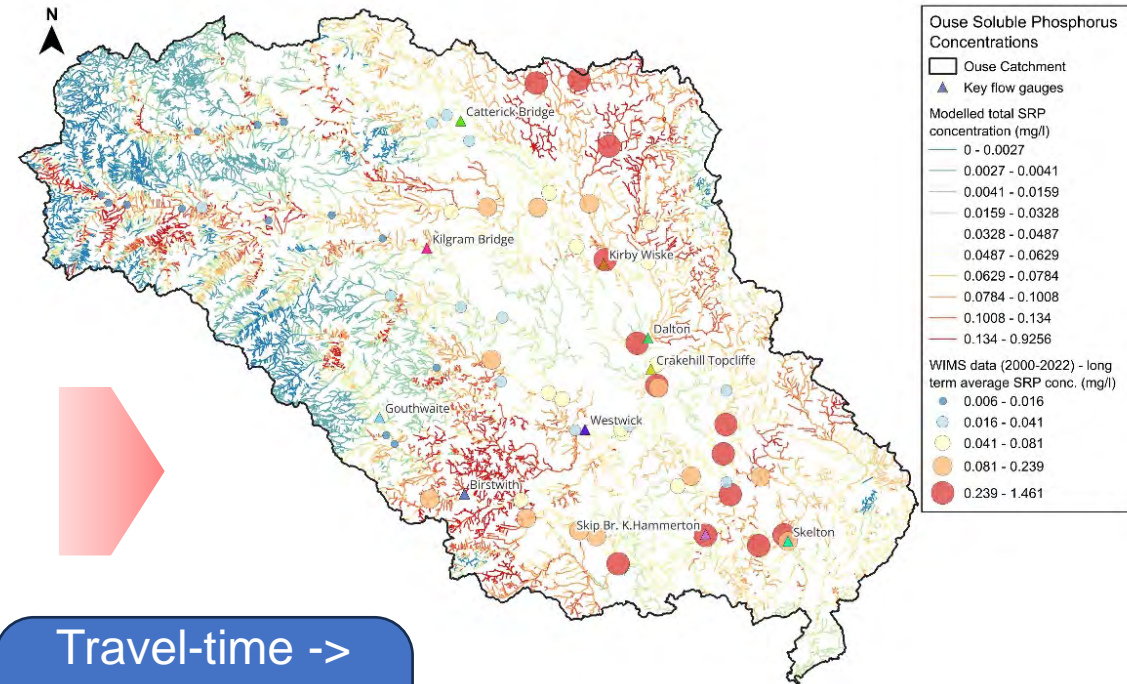 N
Catterick Bridge
Kilgram Bridge
Kirby Wiske
Dalton
Crakehill Topcliffe
Gouthwaite
Westwick
Birstwith
Skip Br. K.Hammerton
Skelton
Ouse Soluble Phosphorus
Concentrations
Ouse Catchment
Key flow gauges
Modelled total SRP
concentration (mg/l)
0 - 0.0027
0.0027 - 0.0041
0.0041 - 0.0159
0.0159 - 0.0328
0.0328 - 0.0487
0.0487 - 0.0629
0.0629 - 0.0784
0.0784 - 0.1008
0.1008 - 0.134
0.134 - 0.9256
WIMS data (2000-2022) - long
term average SRP conc. (mg/l)
0.006 - 0.016
0.016 - 0.041
0.041 - 0.081
0.081 - 0.239
0.239 - 1.461
Travel-time ->